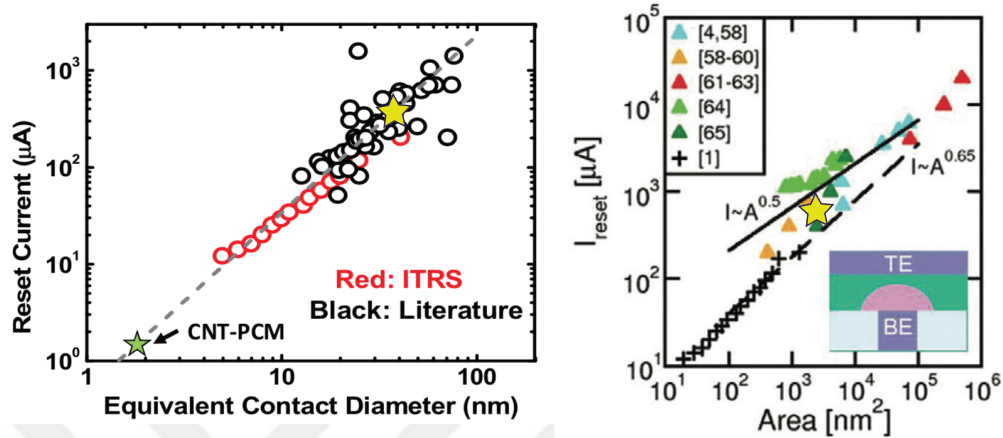 10³
10²
10¹
10⁰
Reset Current (µA)
CNT-PCM
Red: ITRS
Black: Literature
1
10
100
Equivalent Contact Diameter (nm)
10⁵
10⁴
10³
10²
10¹
I_reset [µA]
[4,58]
[58-60]
[61-63]
[64]
[65]
[1]
I~A^0.5
I~A^0.65
TE
BE
10¹
10²
10³
10⁴
10⁵
10⁶
Area [nm²]